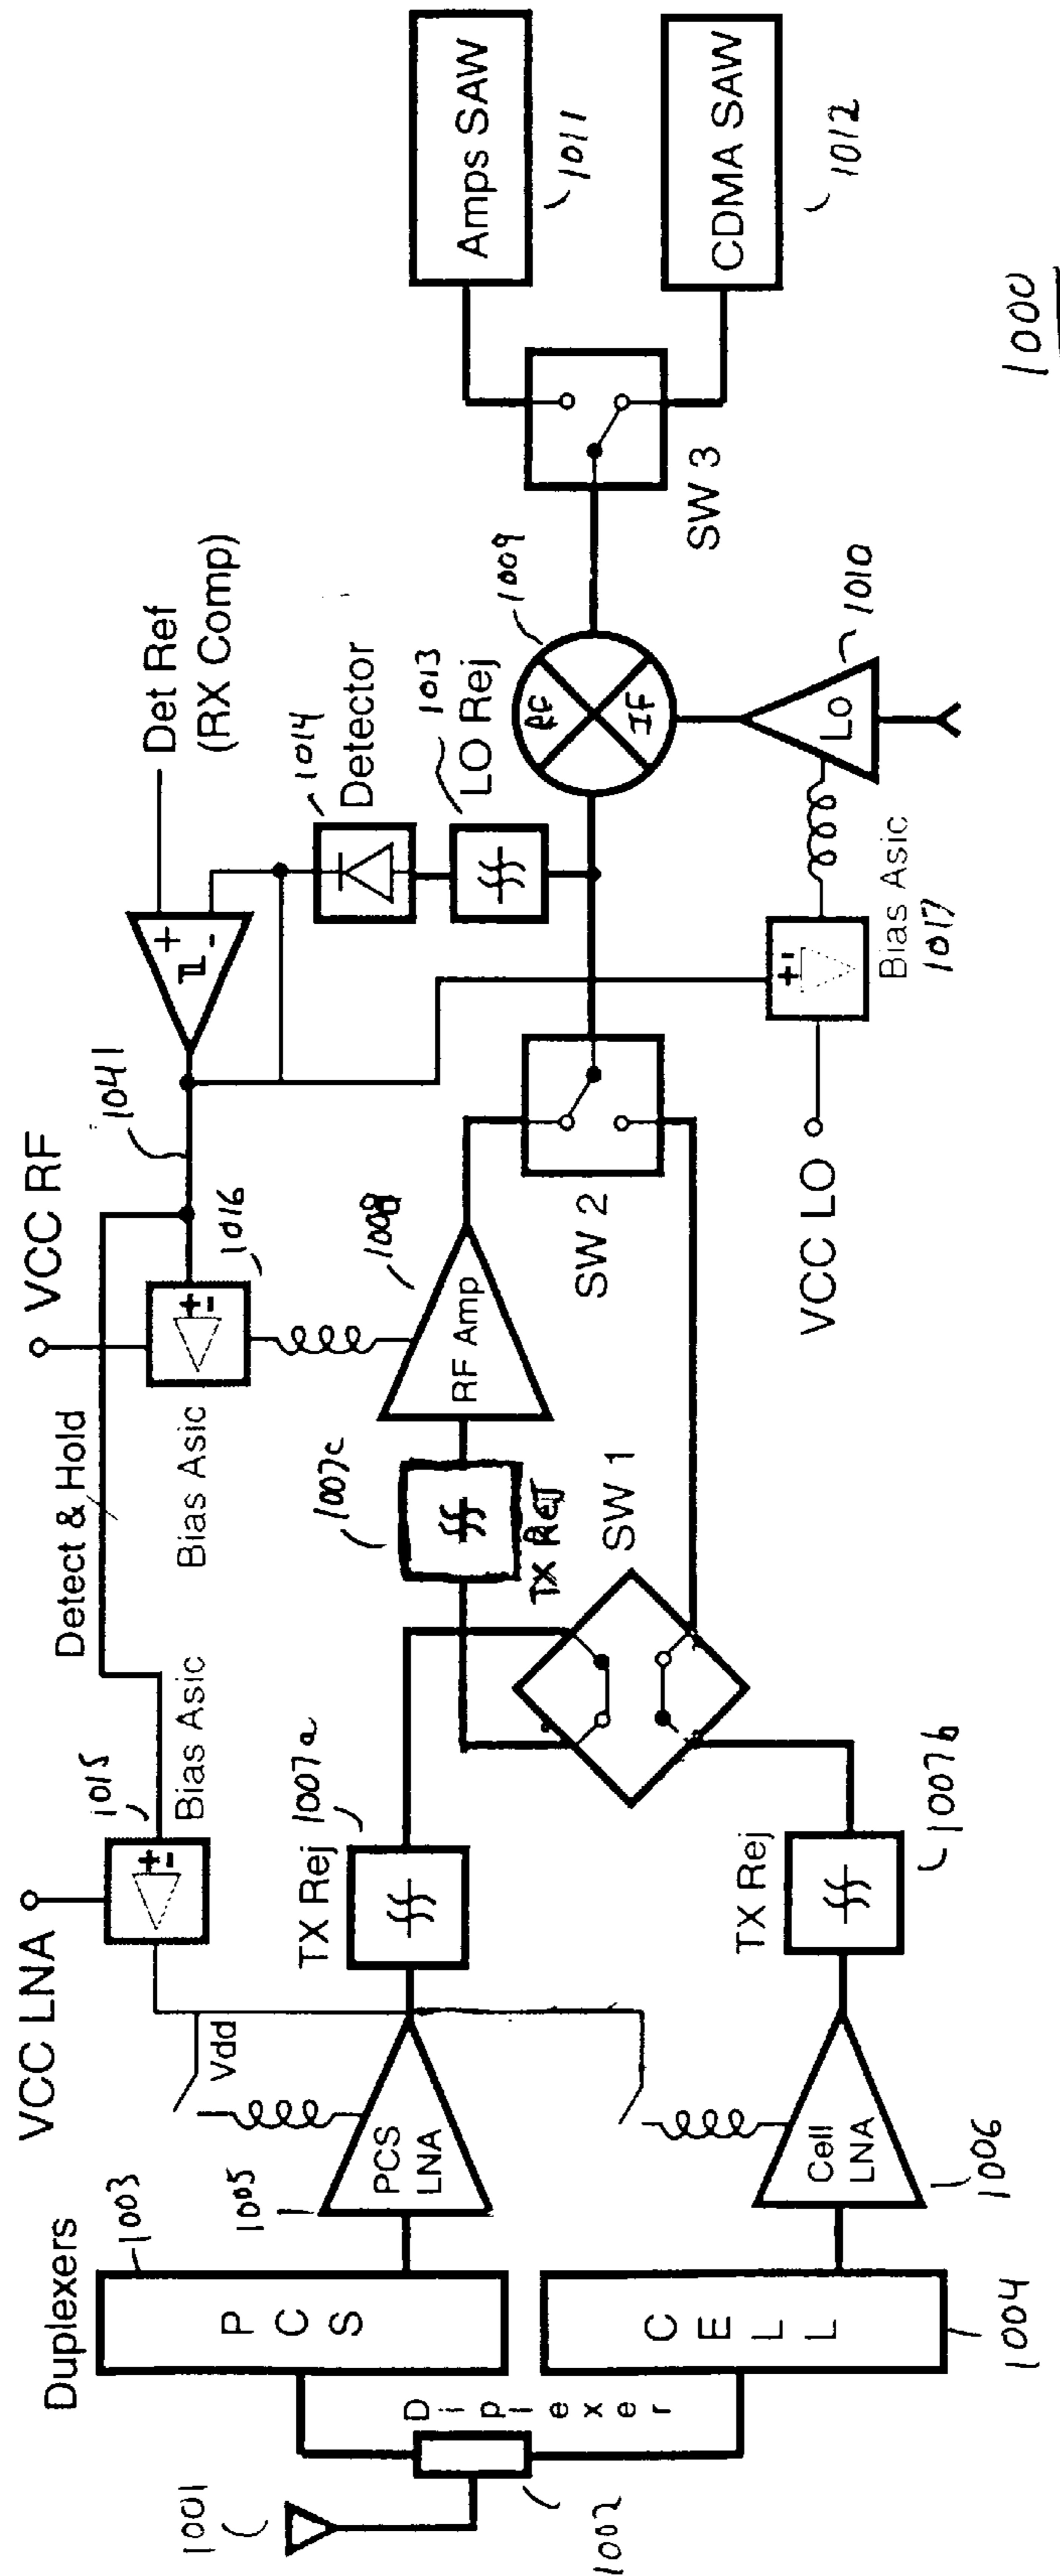 Duplexers
1003
PCS
1005
PCS
LNA
VCC LNA
Vdd
1015
Bias Asic
Detect & Hold
VCC RF
Bias Asic
1016
1041
Det Ref
(RX Comp)
+
-
1014
Detector
1013
LO Rej
TX Rej
1007a
1007c
TX Rej
RF Amp
SW 1
SW 2
1009
RF
IF
SW 3
Amps SAW
1011
CDMA SAW
1012
1001
1002
Diplexer
CELL
1004
Cell
LNA
1006
TX Rej
1007b
VCC LO
Bias Asic
1017
LO
1010
1000